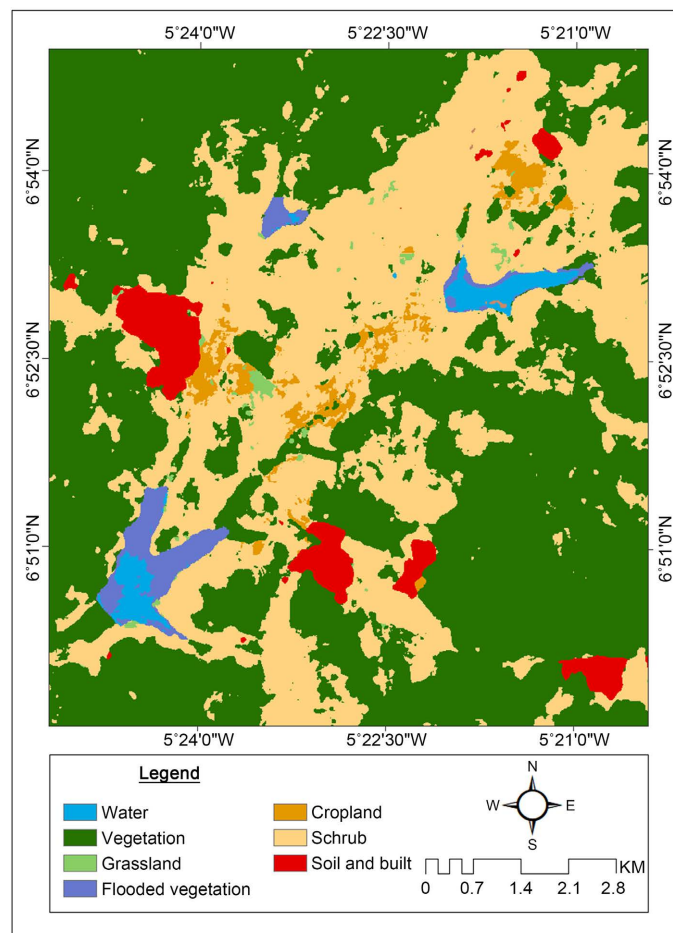 5°24'0"W 5°22'30"W 5°21'0"W
6°54'0"N 6°54'0"N
6°52'30"N 6°52'30"N
6°51'0"N 6°51'0"N
5°24'0"W 5°22'30"W 5°21'0"W
Legend
Water
Vegetation
Grassland
Flooded vegetation
Cropland
Schrub
Soil and built
N
W E
S
KM
0 0.7 1.4 2.1 2.8